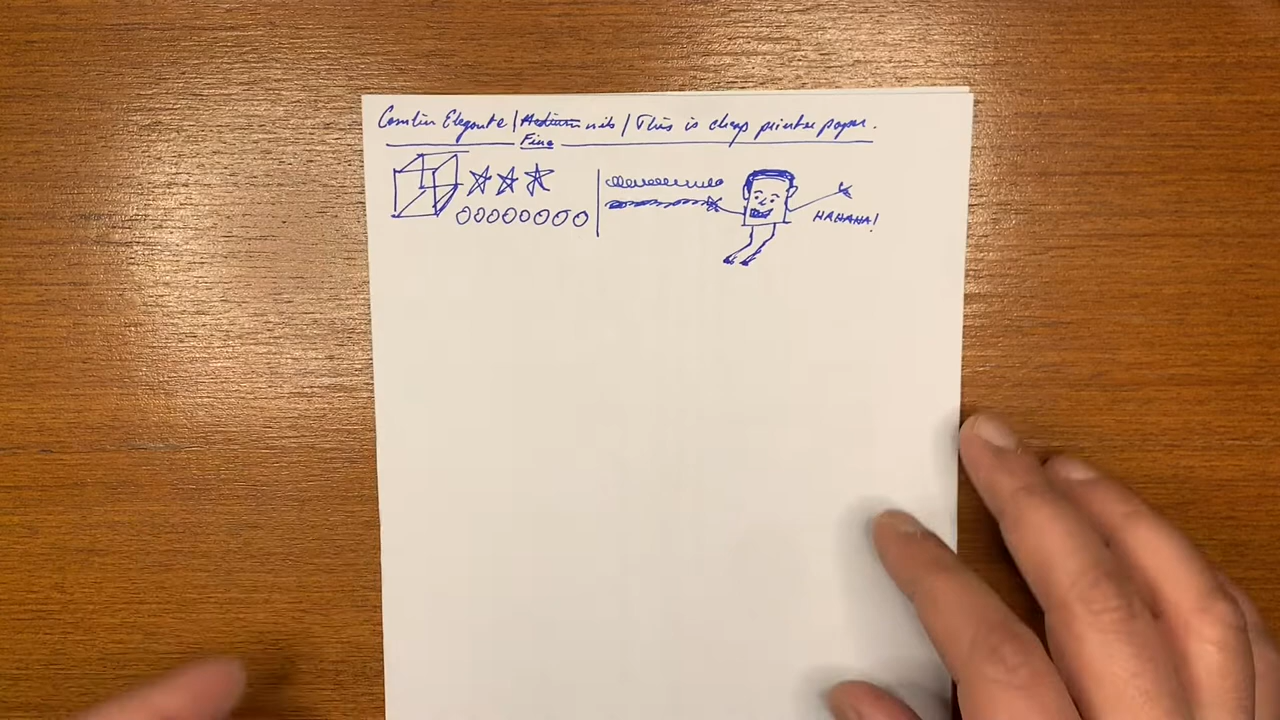 Conklin Elegante / Medium nib / This is cheap printer paper.
Fine
HAHAHA!